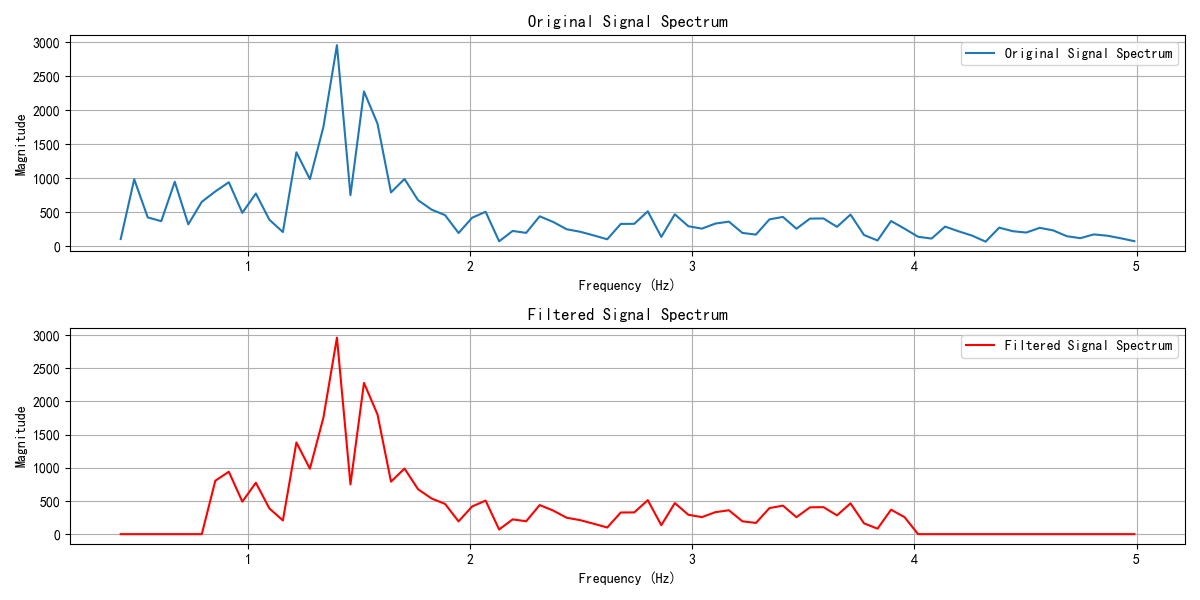 Original Signal Spectrum
Original Signal Spectrum
3000
2500
2000
1500
1000
500
0
Magnitude
1 2 3 4 5
Frequency (Hz)
Filtered Signal Spectrum
Filtered Signal Spectrum
3000
2500
2000
1500
1000
500
0
Magnitude
1 2 3 4 5
Frequency (Hz)